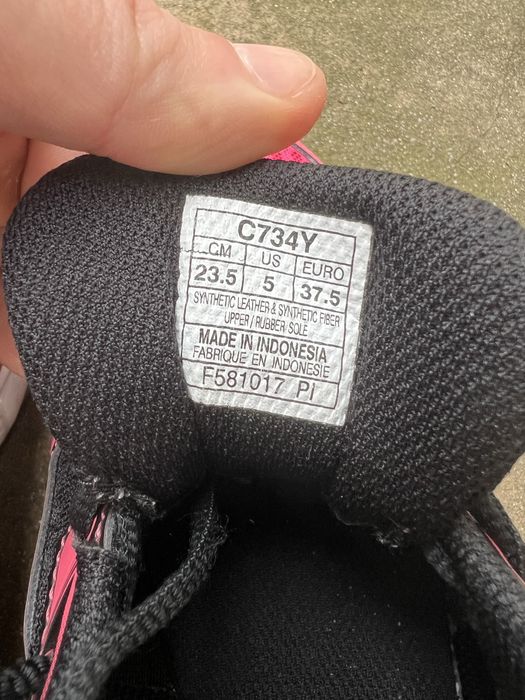 C734Y
CM US EURO
23.5 5 37.5
SYNTHETIC LEATHER & SYNTHETIC FIBER
UPPER / RUBBER SOLE
MADE IN INDONESIA
FABRIQUE EN INDONESIE
F581017 PI